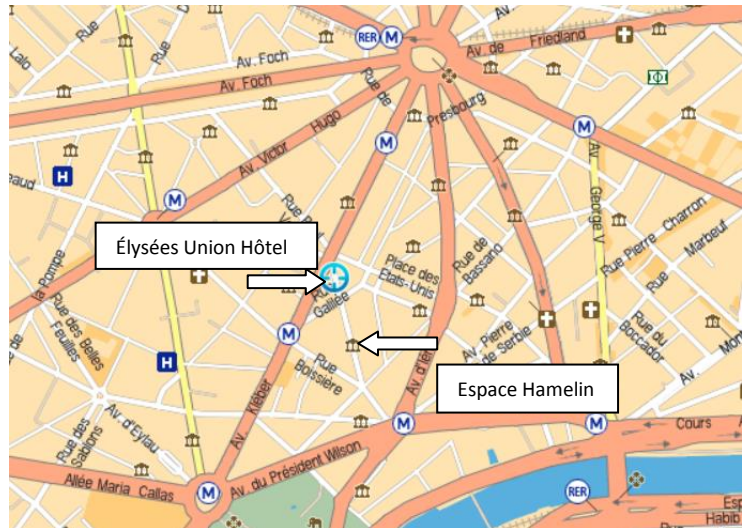 RER
M
Av. de Friedland
Rue
Rue D
Lalo
Av. Foch
Av. Foch
Rue de
Presbourg
M
M
Av. Victor Hugo
H
M
Av. George V
Rue Pierre Charron
Rue Marbeuf
Élysées Union Hôtel
Rue de Bassano
Place des
Etats-Unis
la Pompe
Rue Galilée
Rue des Belles
Feuilles
M
H
Rue
Boissière
Av. Pierre
de Serbie
Rue du
Boccador
Av.
Av. d'Iéna
Espace Hamelin
Av. Kléber
Av. d'Eylau
Rue des
Sablons
M
M
Cours
Allée Maria Callas
M
Av. du Président Wilson
RER
Habib